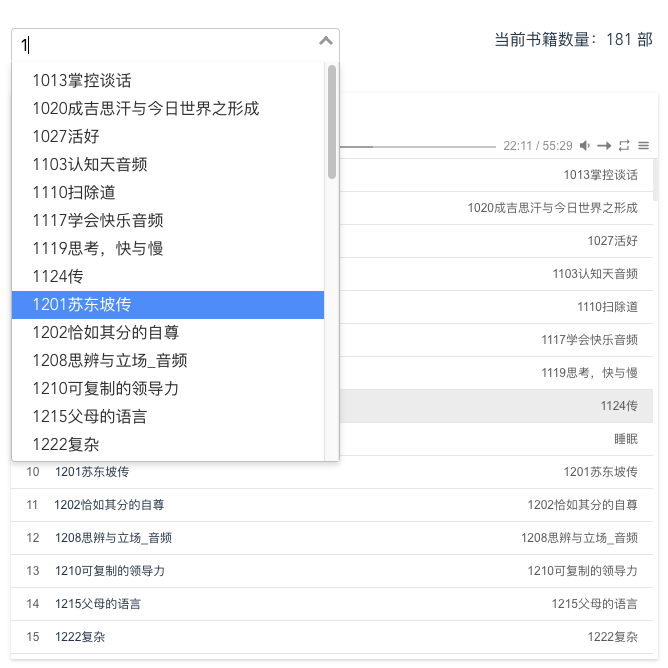 1
当前书籍数量：181 部
1013掌控谈话
1020成吉思汗与今日世界之形成
1027活好
1103认知天音频
1110扫除道
1117学会快乐音频
1119思考，快与慢
1124传
1201苏东坡传
1202恰如其分的自尊
1208思辨与立场_音频
1210可复制的领导力
1215父母的语言
1222复杂
22:11 / 55:29
1013掌控谈话
1020成吉思汗与今日世界之形成
1027活好
1103认知天音频
1110扫除道
1117学会快乐音频
1119思考，快与慢
1124传
睡眠
10 1201苏东坡传 1201苏东坡传
11 1202恰如其分的自尊 1202恰如其分的自尊
12 1208思辨与立场_音频 1208思辨与立场_音频
13 1210可复制的领导力 1210可复制的领导力
14 1215父母的语言 1215父母的语言
15 1222复杂 1222复杂